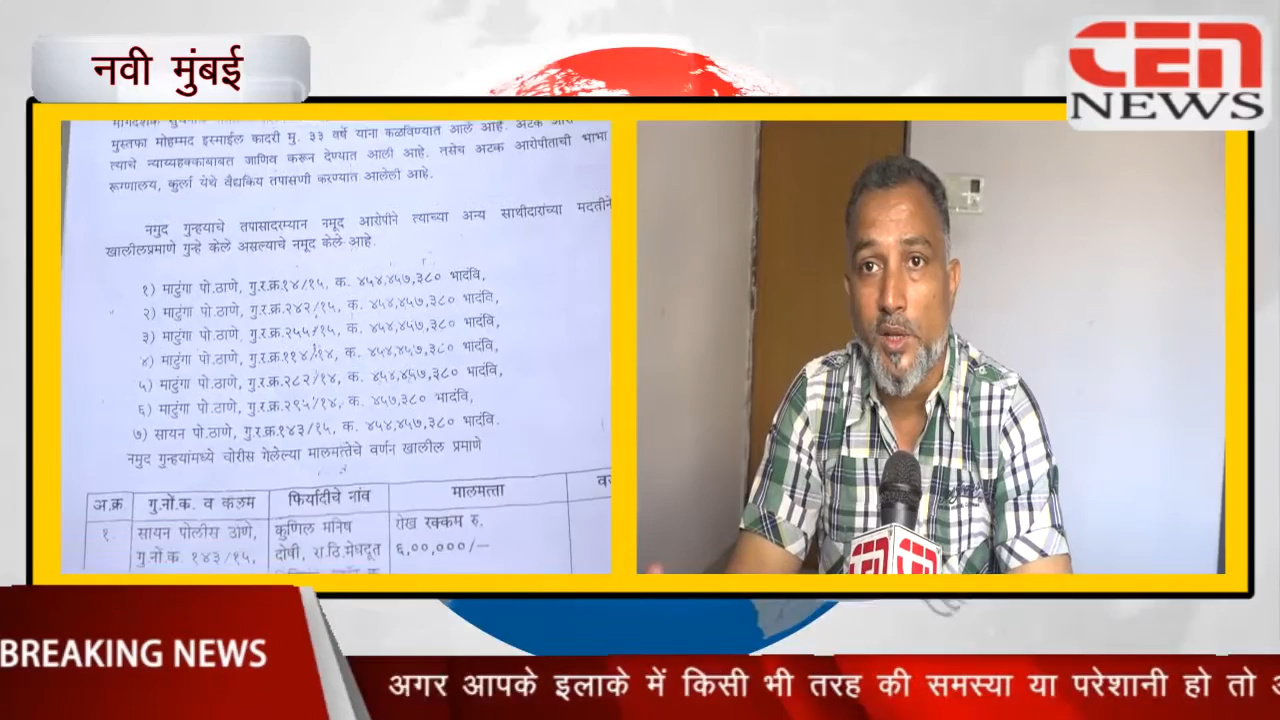 नवी मुंबई
CEN
NEWS
मुस्तफा मोहम्मद इस्माईल कादरी मु. ३३ वर्षे यांना कळविण्यात आले आहे. अटक
त्याचे न्याय्यहक्काबाबत जाणिव करून देण्यात आली आहे. तसेच अटक आरोपीताची भाभा
रूग्णालय, कुर्ला येथे वैद्यकिय तपासणी करण्यात आलेली आहे.
नमुद गुन्हयाचे तपासादरम्यान नमूद आरोपीने त्याच्या अन्य साथीदारांच्या मदतीने
खालीलप्रमाणे गुन्हे केले असल्याचे नमूद केले आहे.
१) माटुंगा पो.ठाणे, गु.र.क्र.१४/१५, क. ४५४,४५७,३८० भादंवि,
२) माटुंगा पो.ठाणे, गु.र.क्र.२४२/१५, क. ४५४,४५७,३८० भादंवि,
३) माटुंगा पो.ठाणे, गु.र.क्र.२५५/१५, क. ४५४,४५७,३८० भादंवि,
४) माटुंगा पो.ठाणे, गु.र.क्र.११४/१४, क. ४५४,४५७,३८० भादंवि,
५) माटुंगा पो.ठाणे, गु.र.क्र.२८२/१४, क. ४५४,४५७,३८० भादंवि,
६) माटुंगा पो.ठाणे, गु.र.क्र.२९५/१४, क. ४५७,३८० भादंवि,
७) सायन पो.ठाणे, गु.र.क्र.१४३/१५, क. ४५४,४५७,३८० भादंवि.
नमुद गुन्हयांमध्ये चोरीस गेलेल्या मालमत्तेचे वर्णन खालील प्रमाणे
अ.क्र गु.नों.क. व कलम फिर्यादीचे नांव मालमत्ता
१. सायन पोलीस ठाणे, कुणिल मनिष रोख रक्कम रु.
गु.नों.क. १४३/१५, दोषी, रा.ठि.मेघदूत ६,००,०००/-
CEN CEN
BREAKING NEWS
अगर आपके इलाके में किसी भी तरह की समस्या या परेशानी हो तो